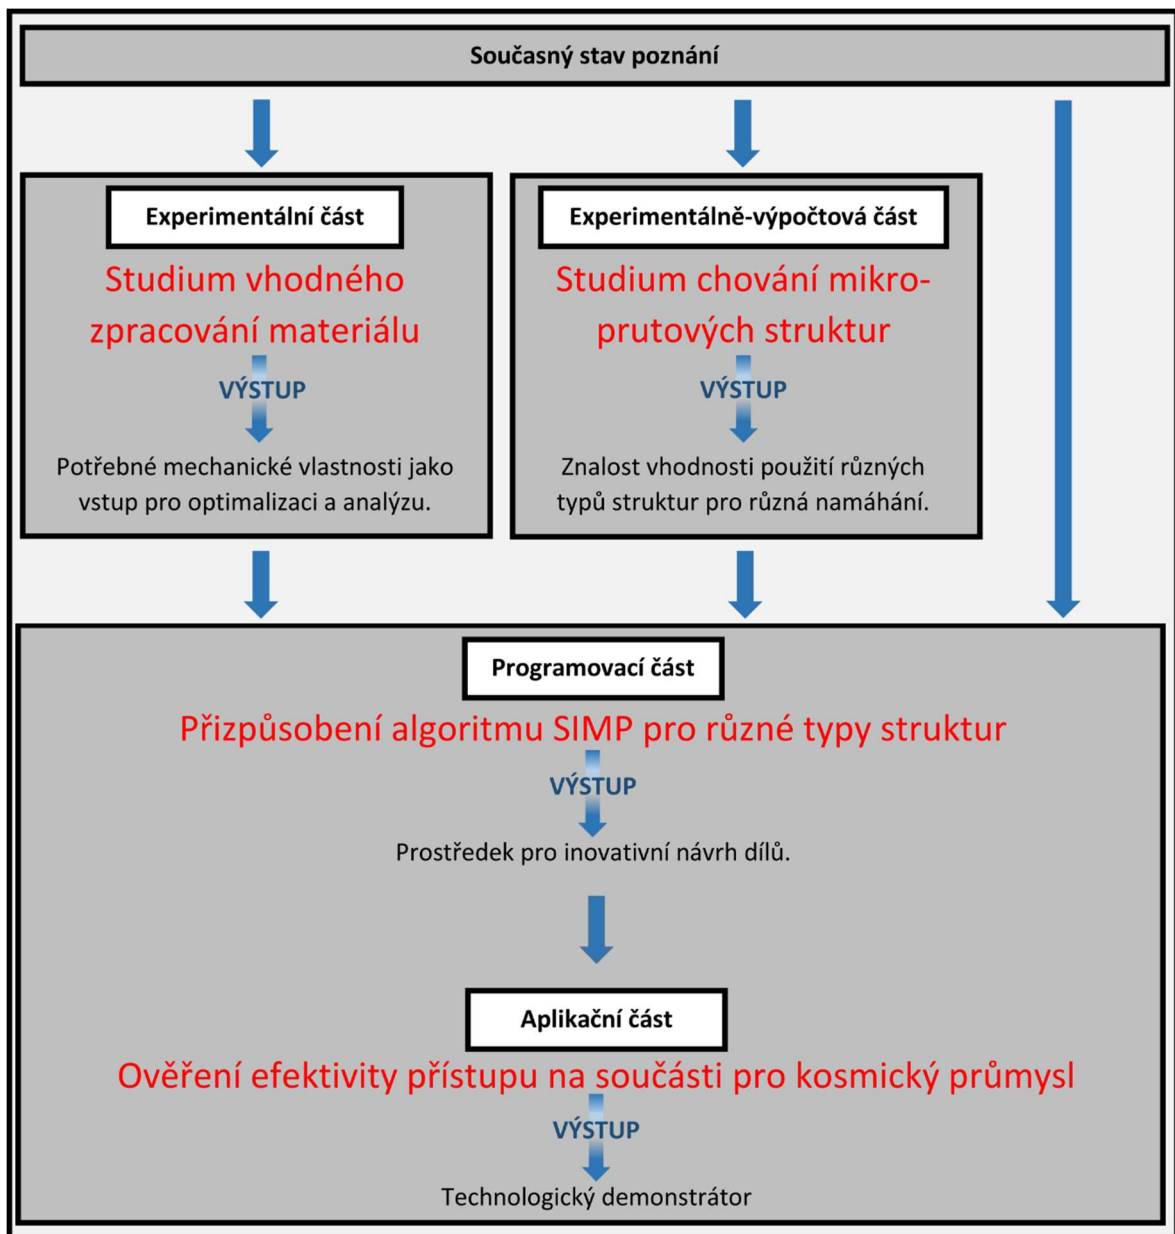 Současný stav poznání
Experimentální část
Studium vhodného
zpracování materiálu
VÝSTUP
Potřebné mechanické vlastnosti jako
vstup pro optimalizaci a analýzu.
Experimentálně-výpočtová část
Studium chování mikro-
prutových struktur
VÝSTUP
Znalost vhodnosti použití různých
typů struktur pro různá namáhání.
Programovací část
Přizpůsobení algoritmu SIMP pro různé typy struktur
VÝSTUP
Prostředek pro inovativní návrh dílů.
Aplikační část
Ověření efektivity přístupu na součásti pro kosmický průmysl
VÝSTUP
Technologický demonstrátor